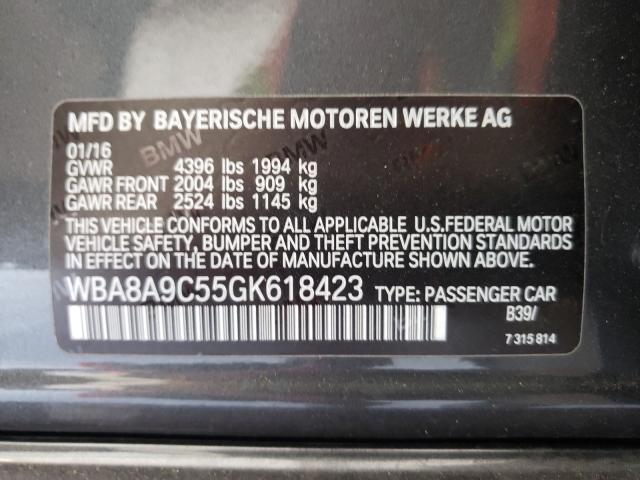 MFD BY BAYERISCHE MOTOREN WERKE AG
01/16
GVWR 4396 lbs 1994 kg
GAWR FRONT 2004 lbs 909 kg
GAWR REAR 2524 lbs 1145 kg
THIS VEHICLE CONFORMS TO ALL APPLICABLE U.S.FEDERAL MOTOR
VEHICLE SAFETY, BUMPER AND THEFT PREVENTION STANDARDS
IN EFFECT ON THE DATE OF MANUFACTURE SHOWN ABOVE.
WBA8A9C55GK618423 TYPE: PASSENGER CAR
B39/
7 315 814
BMW
BMW